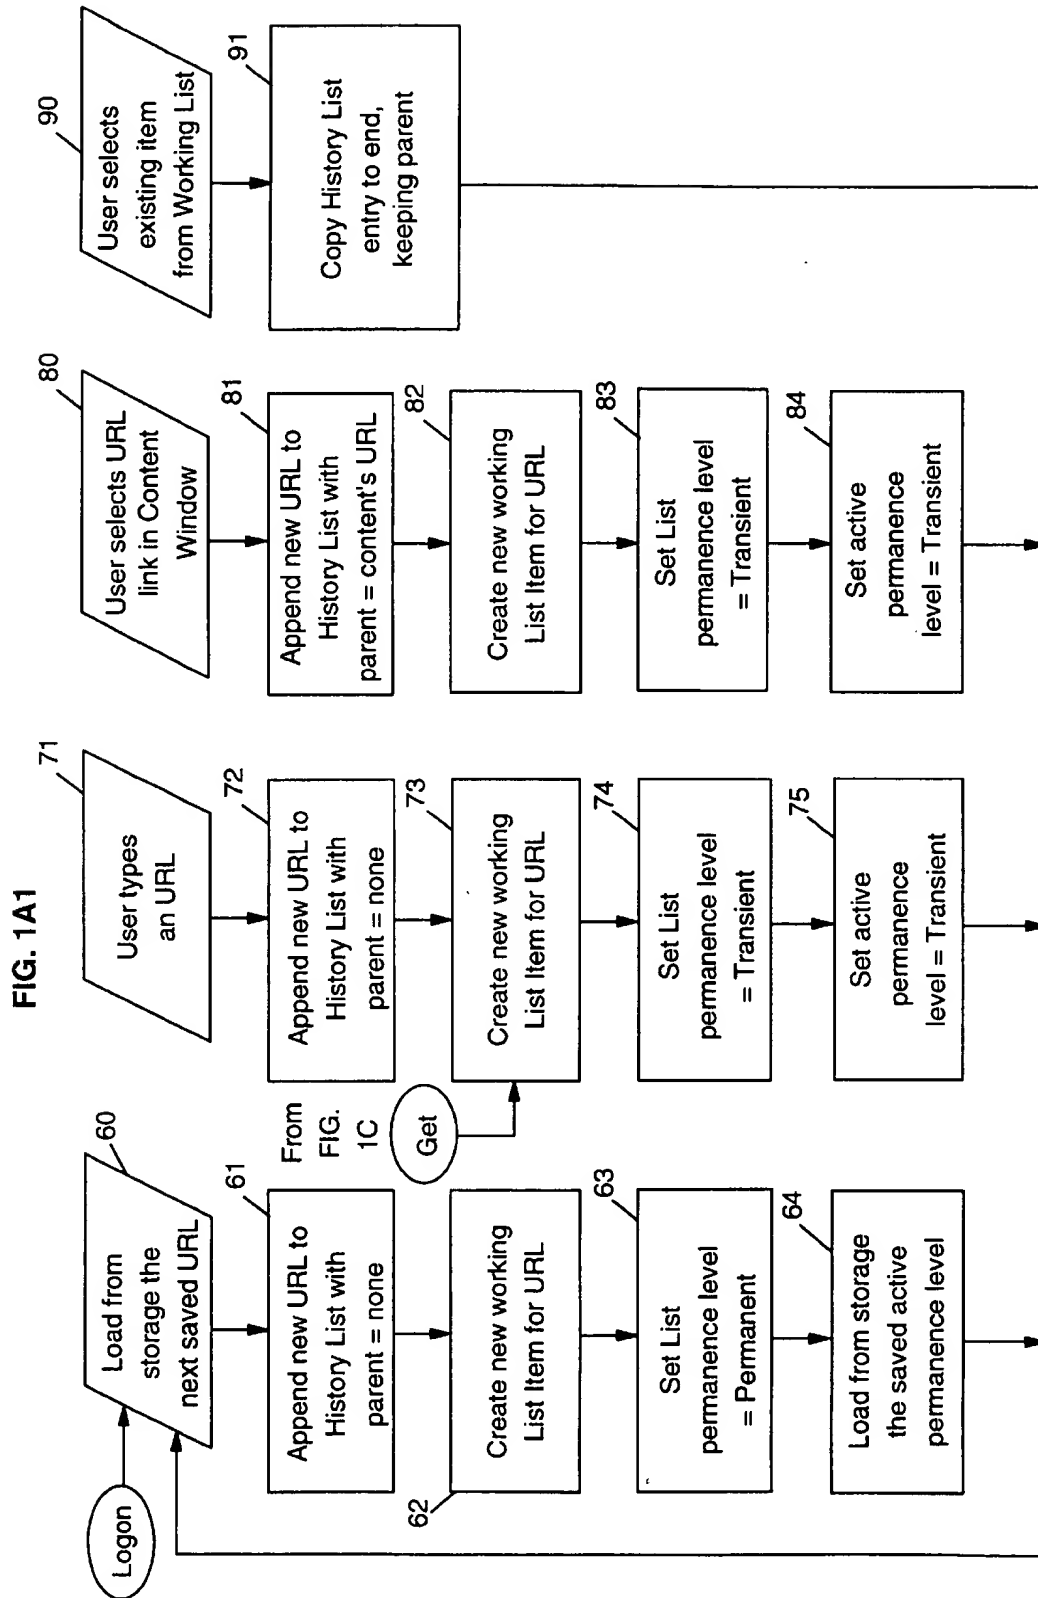 FIG. 1A1
Logon
60
Load from
storage the
next saved URL
61
Append new URL to
History List with
parent = none
62
Create new working
List Item for URL
63
Set List
permanence level
= Permanent
64
Load from storage
the saved active
permanence level
From
FIG.
1C
Get
71
User types
an URL
72
Append new URL to
History List with
parent = none
73
Create new working
List Item for URL
74
Set List
permanence level
= Transient
75
Set active
permanence
level = Transient
80
User selects URL
link in Content
Window
81
Append new URL to
History List with
parent = content's URL
82
Create new working
List Item for URL
83
Set List
permanence level
= Transient
84
Set active
permanence
level = Transient
90
User selects
existing item
from Working List
91
Copy History List
entry to end,
keeping parent